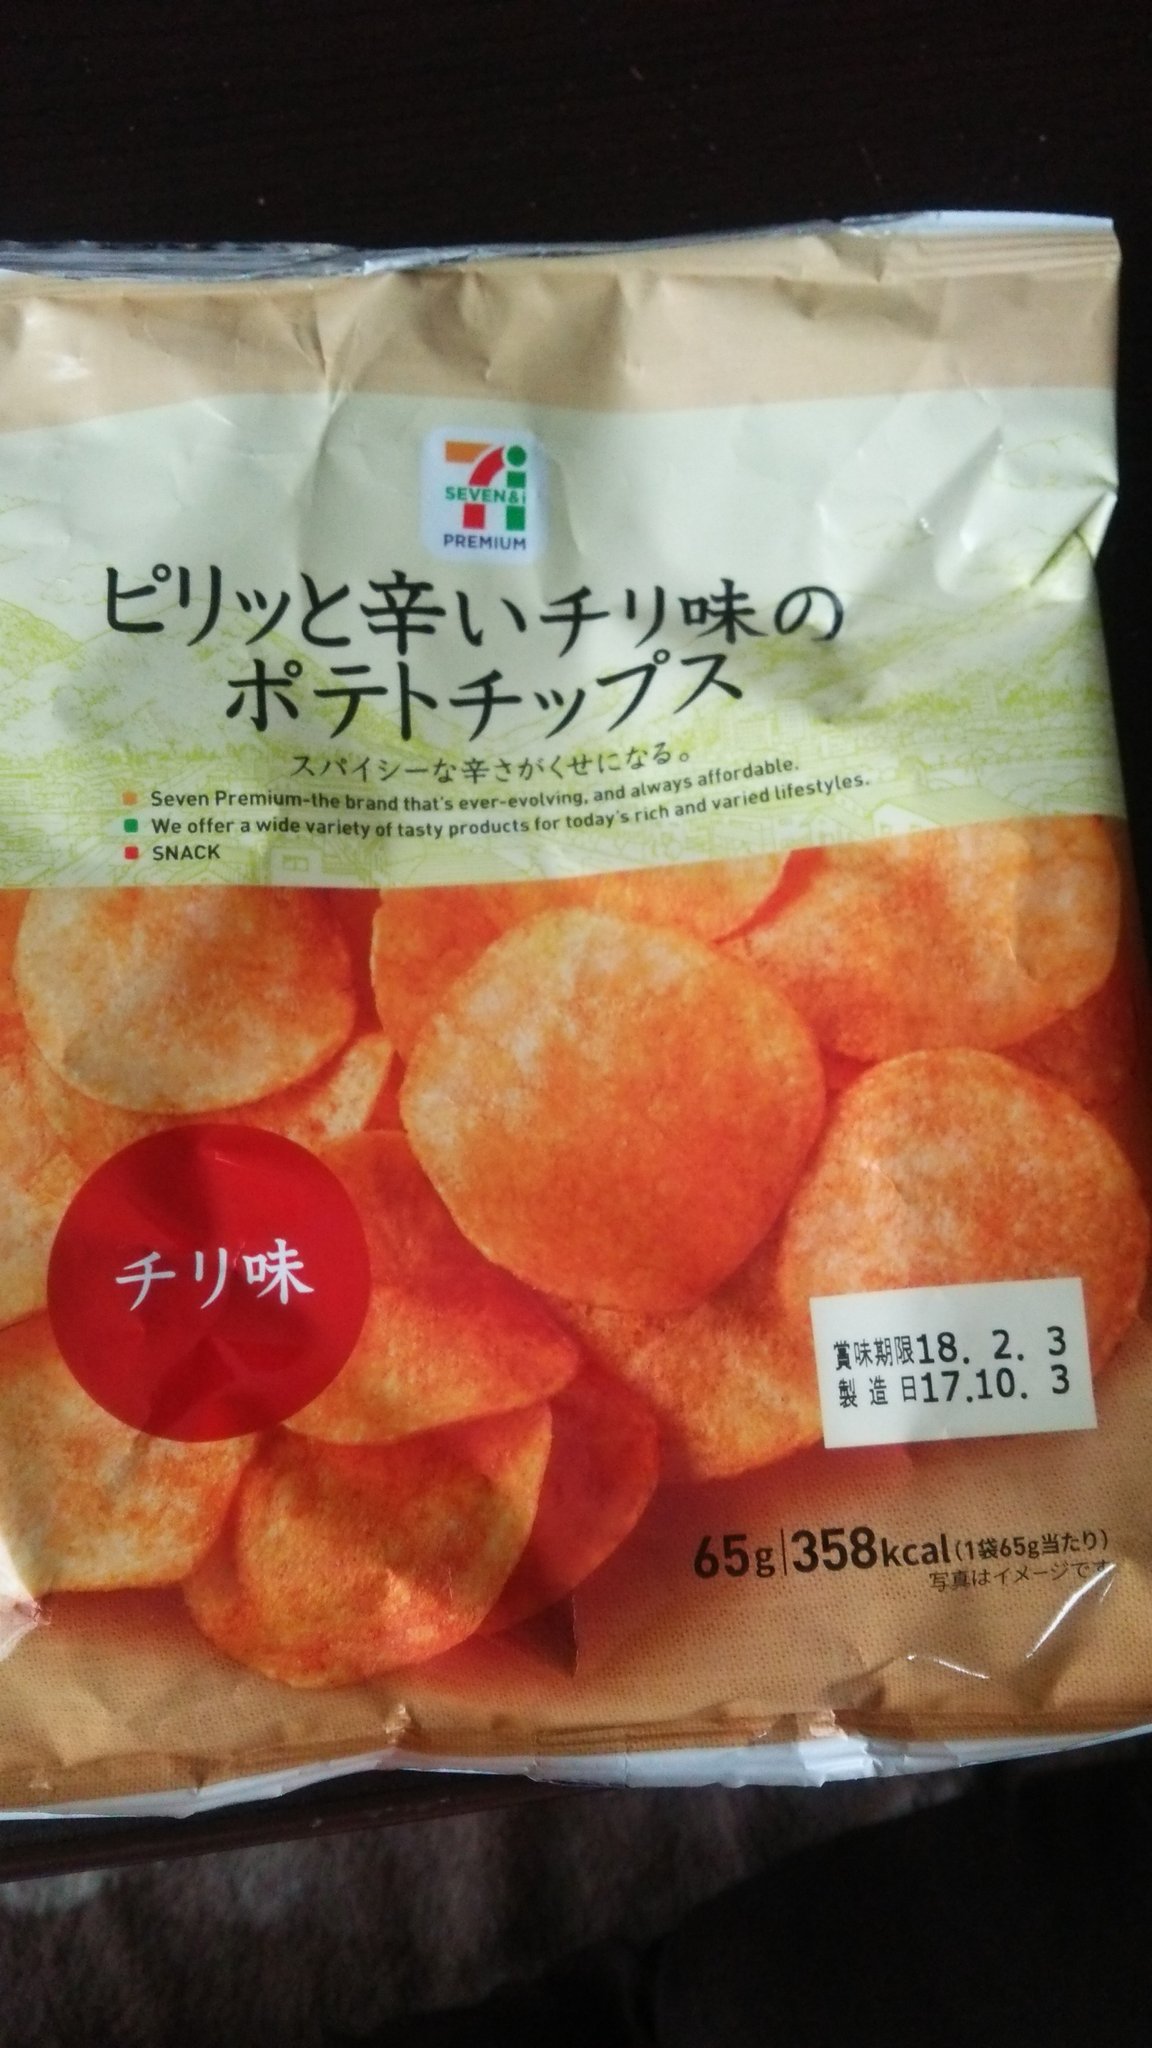 SEVEN&i
PREMIUM
ピリッと辛いチリ味の
ポテトチップス
スパイシーな辛さがくせになる。
Seven Premium-the brand that's ever-evolving, and always affordable.
We offer a wide variety of tasty products for today's rich and varied lifestyles.
SNACK
チリ味
賞味期限18. 2. 3
製造日17.10. 3
65g|358kcal(1袋65g当たり)
写真はイメージです